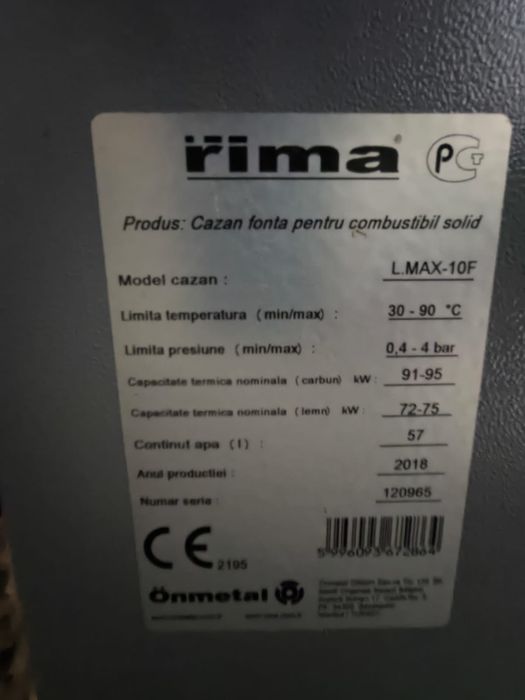 rima®
PCT
Produs: Cazan fonta pentru combustibil solid
Model cazan : L.MAX-10F
Limita temperatura (min/max) : 30 - 90 °C
Limita presiune (min/max) : 0,4 - 4 bar
Capacitate termica nominala (carbun) kW: 91-95
Capacitate termica nominala (lemn) kW: 72-75
Continut apa (l) : 57
Anul productiei : 2018
Numar serie : 120965
CE 2195
5996093672864
Önmetal